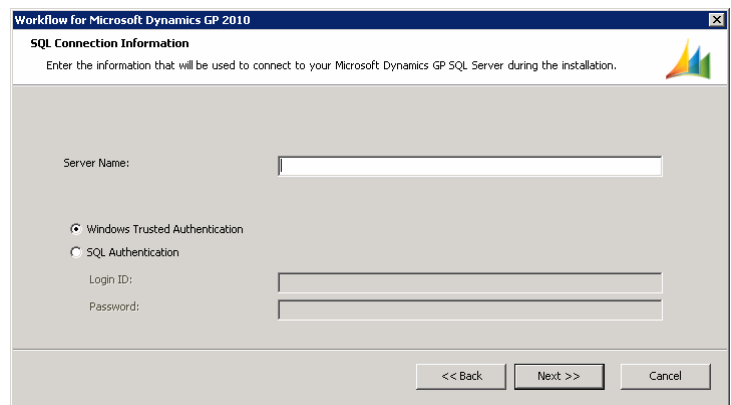 Workflow for Microsoft Dynamics GP 2010
SQL Connection Information
Enter the information that will be used to connect to your Microsoft Dynamics GP SQL Server during the installation.
Server Name:
Windows Trusted Authentication
SQL Authentication
Login ID:
Password:
<< Back Next >> Cancel